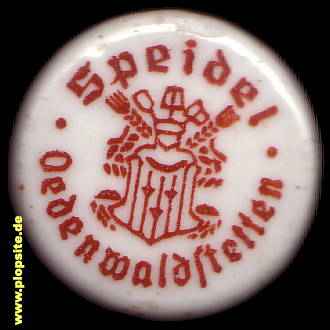 Speidel
· Oedenwaldſtetten ·
www.plopsite.de